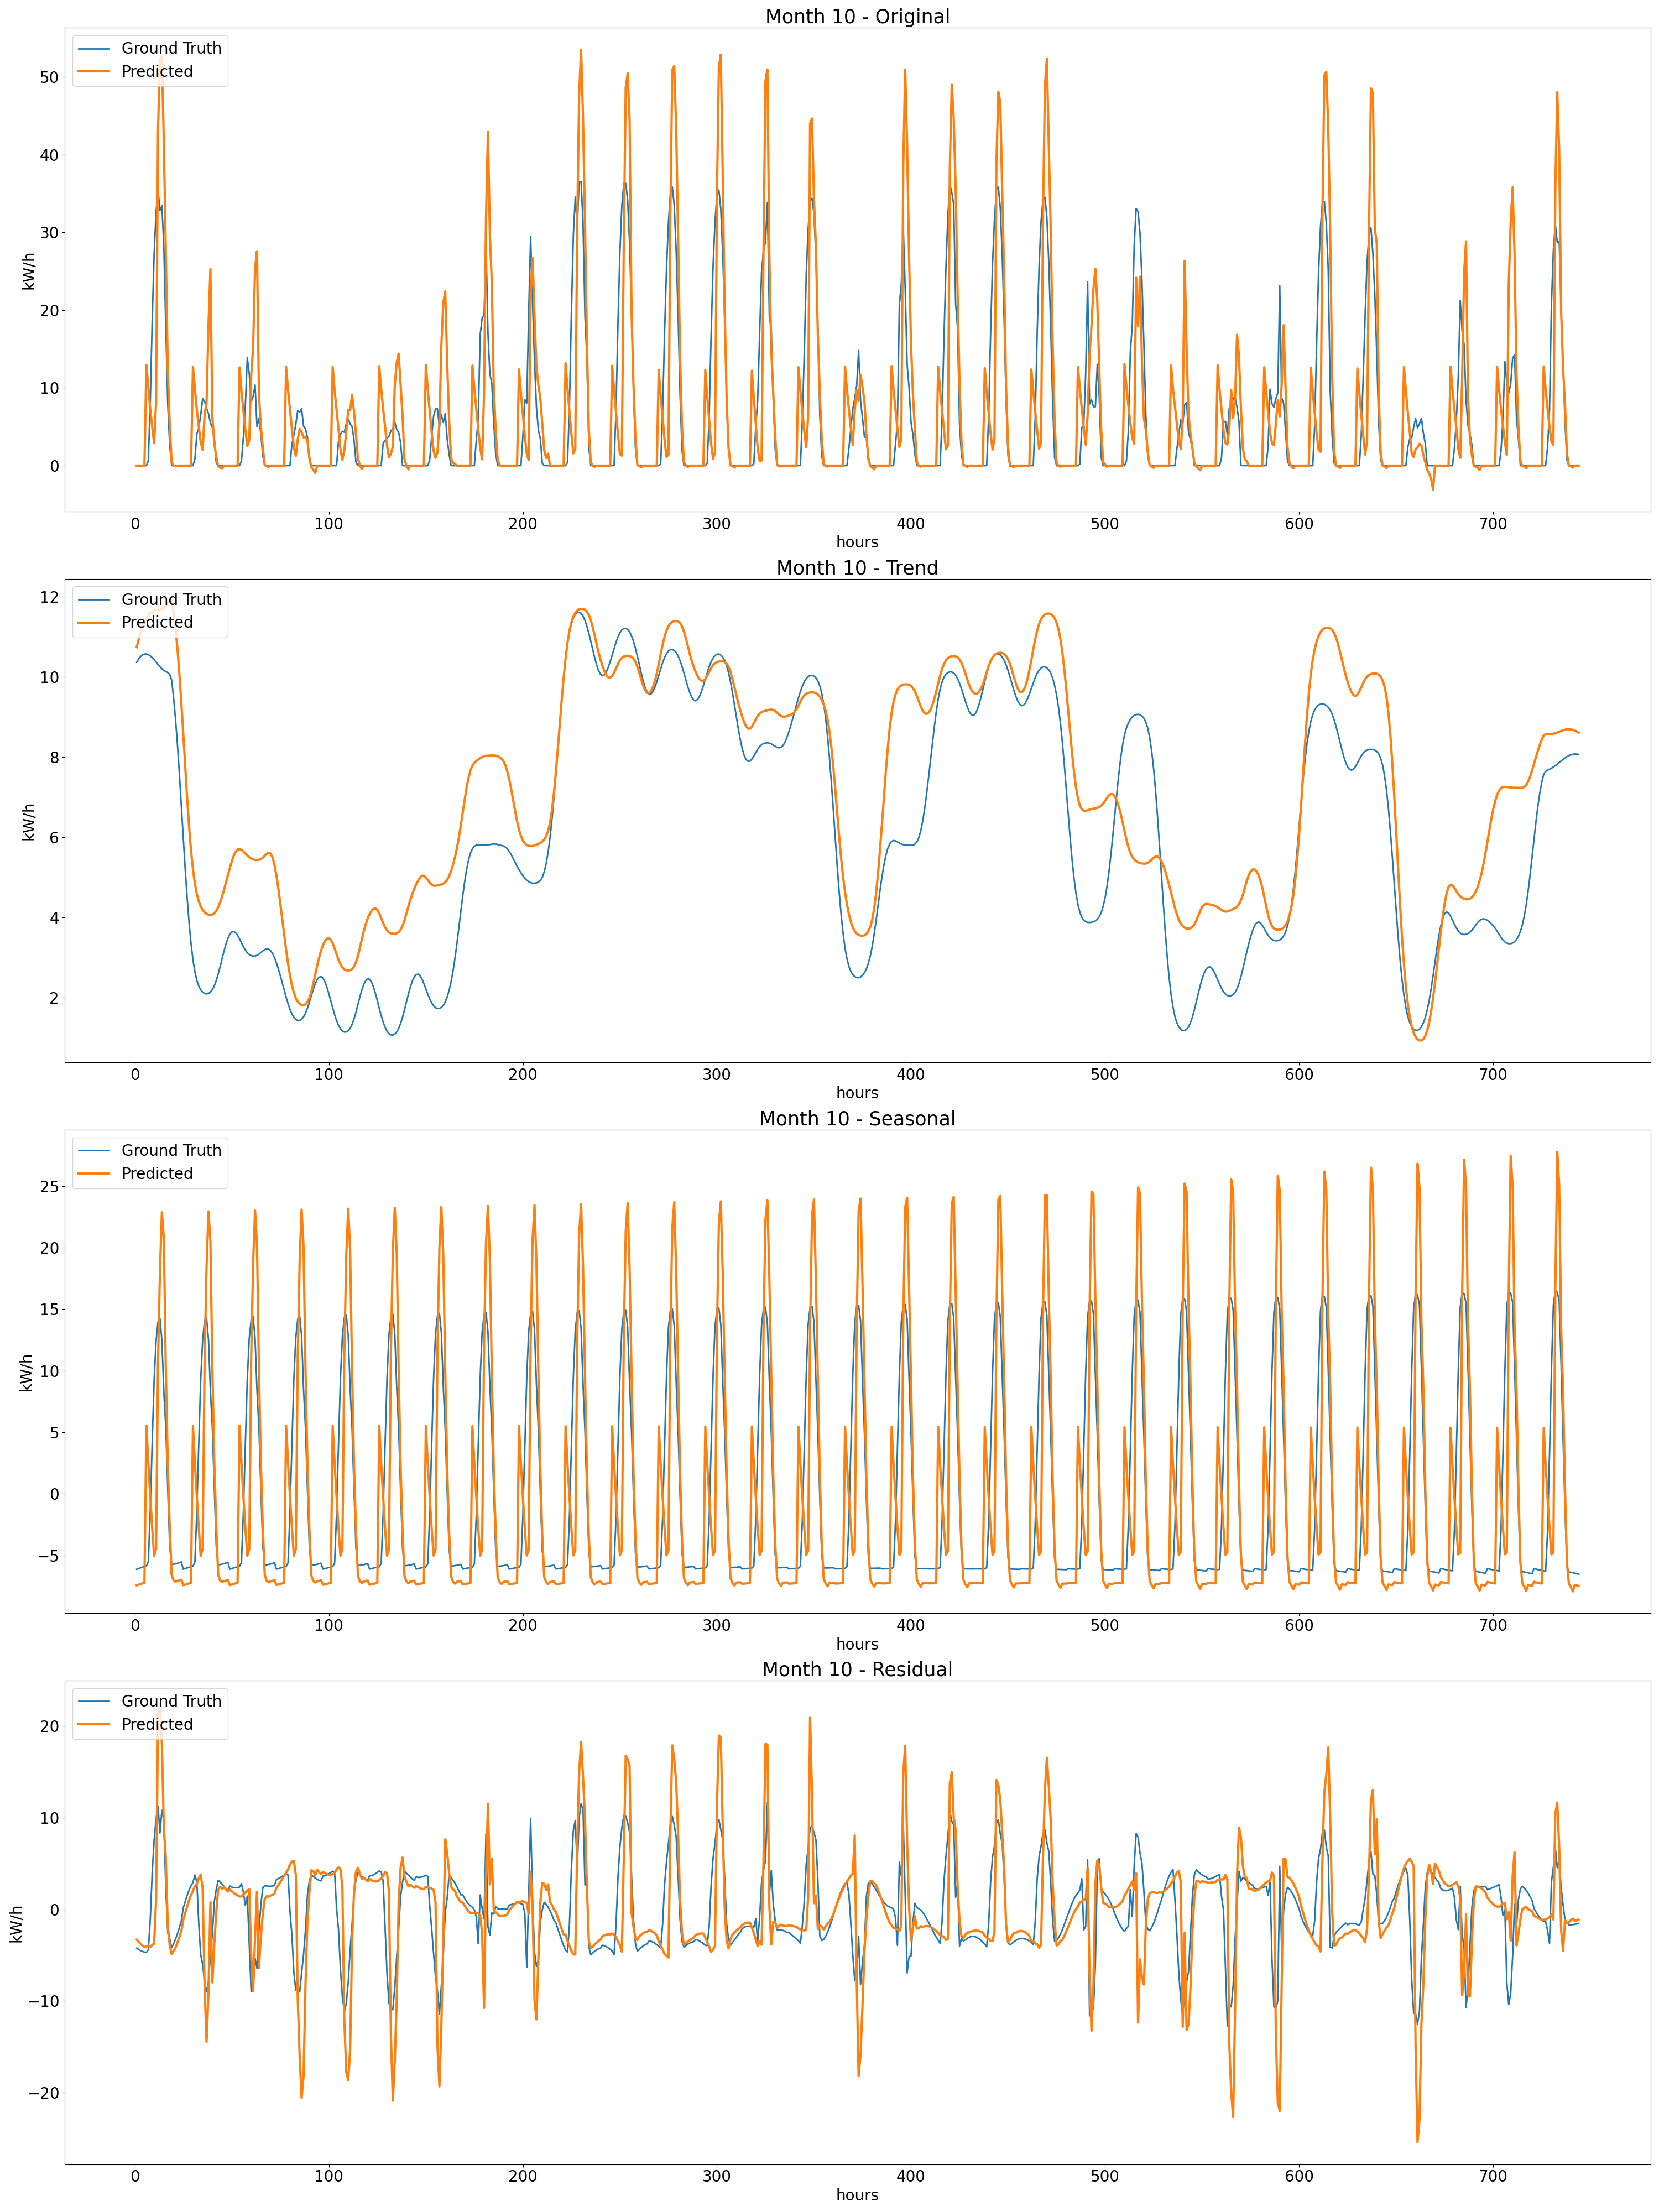 Month 10 - Original
Ground Truth
Predicted
kW/h
50
40
30
20
10
0
0 100 200 300 400 500 600 700
hours
Month 10 - Trend
Ground Truth
Predicted
kW/h
12
10
8
6
4
2
0 100 200 300 400 500 600 700
hours
Month 10 - Seasonal
Ground Truth
Predicted
kW/h
25
20
15
10
5
0
−5
0 100 200 300 400 500 600 700
hours
Month 10 - Residual
Ground Truth
Predicted
kW/h
20
10
0
−10
−20
0 100 200 300 400 500 600 700
hours